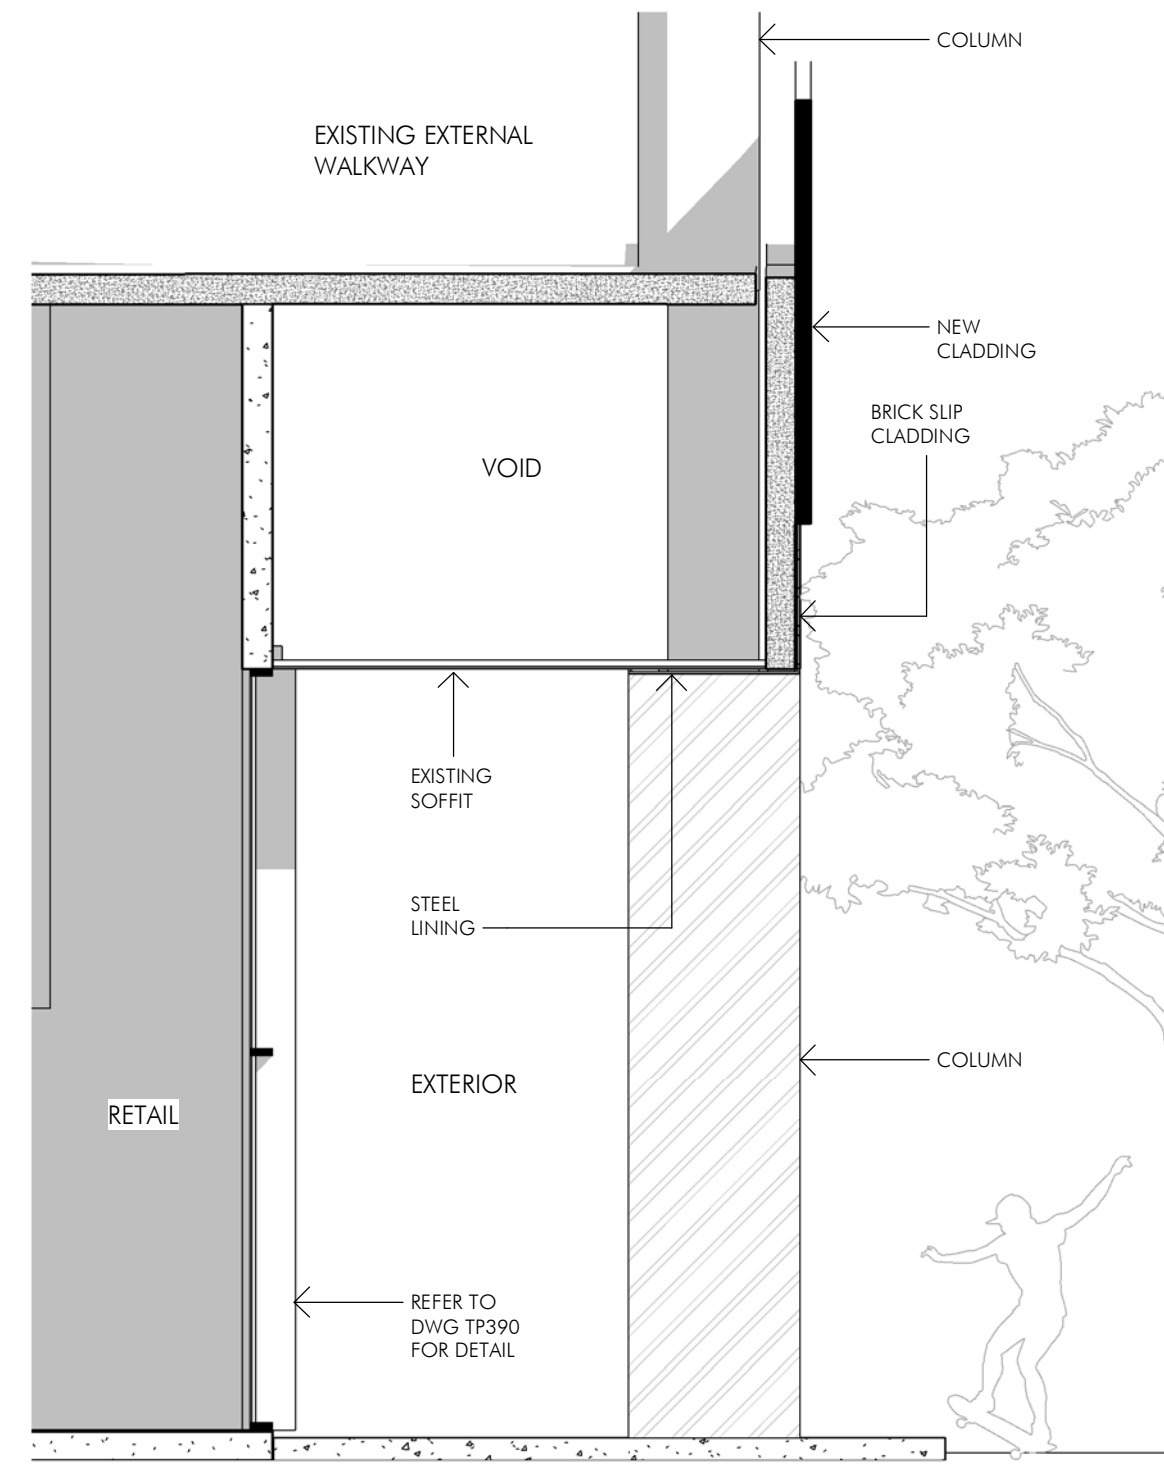 COLUMN
EXISTING EXTERNAL
WALKWAY
NEW
CLADDING
BRICK SLIP
CLADDING
VOID
EXISTING
SOFFIT
STEEL
LINING
COLUMN
EXTERIOR
RETAIL
REFER TO
DWG TP390
FOR DETAIL